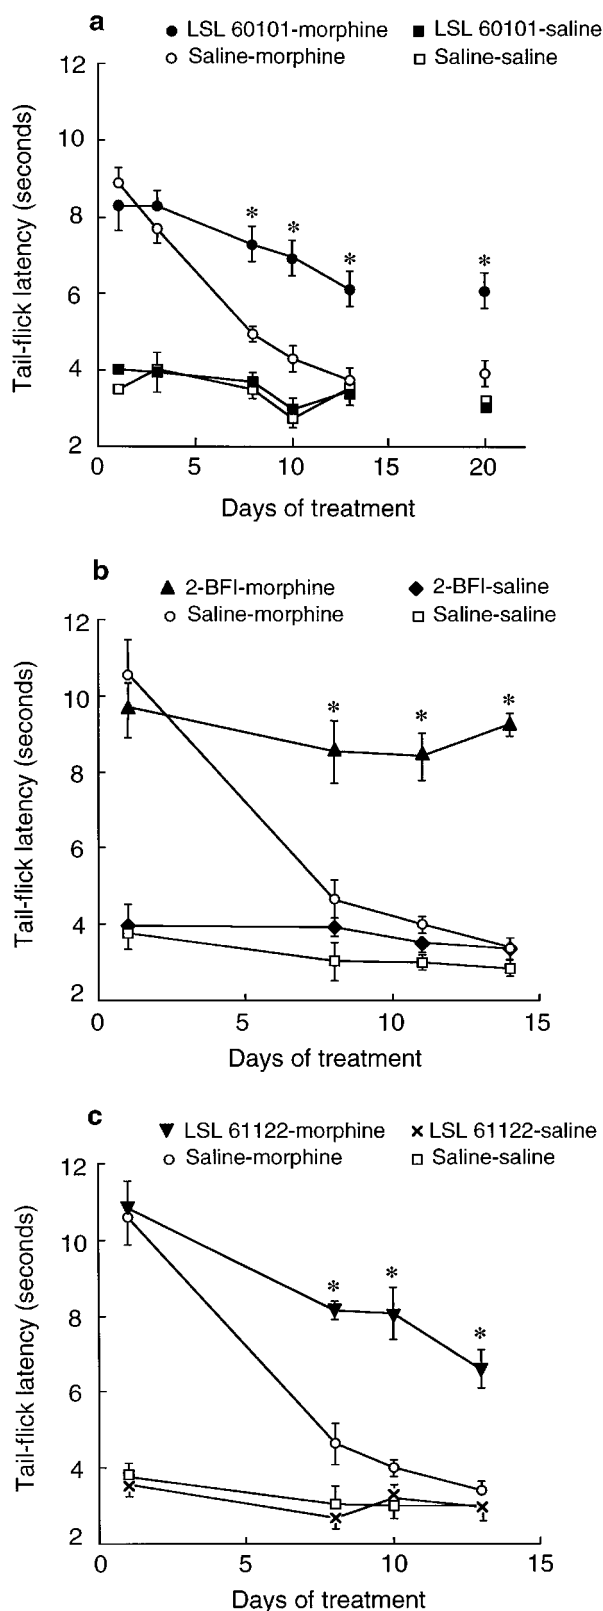 a
LSL 60101-morphine LSL 60101-saline
Saline-morphine Saline-saline
12
10
8
6
4
2
* * * *
Tail-flick latency (seconds)
0 5 10 15 20
Days of treatment
b
2-BFI-morphine 2-BFI-saline
Saline-morphine Saline-saline
12
10
8
6
4
2
* * *
Tail-flick latency (seconds)
0 5 10 15
Days of treatment
c
LSL 61122-morphine LSL 61122-saline
Saline-morphine Saline-saline
12
10
8
6
4
2
* * *
Tail-flick latency (seconds)
0 5 10 15
Days of treatment